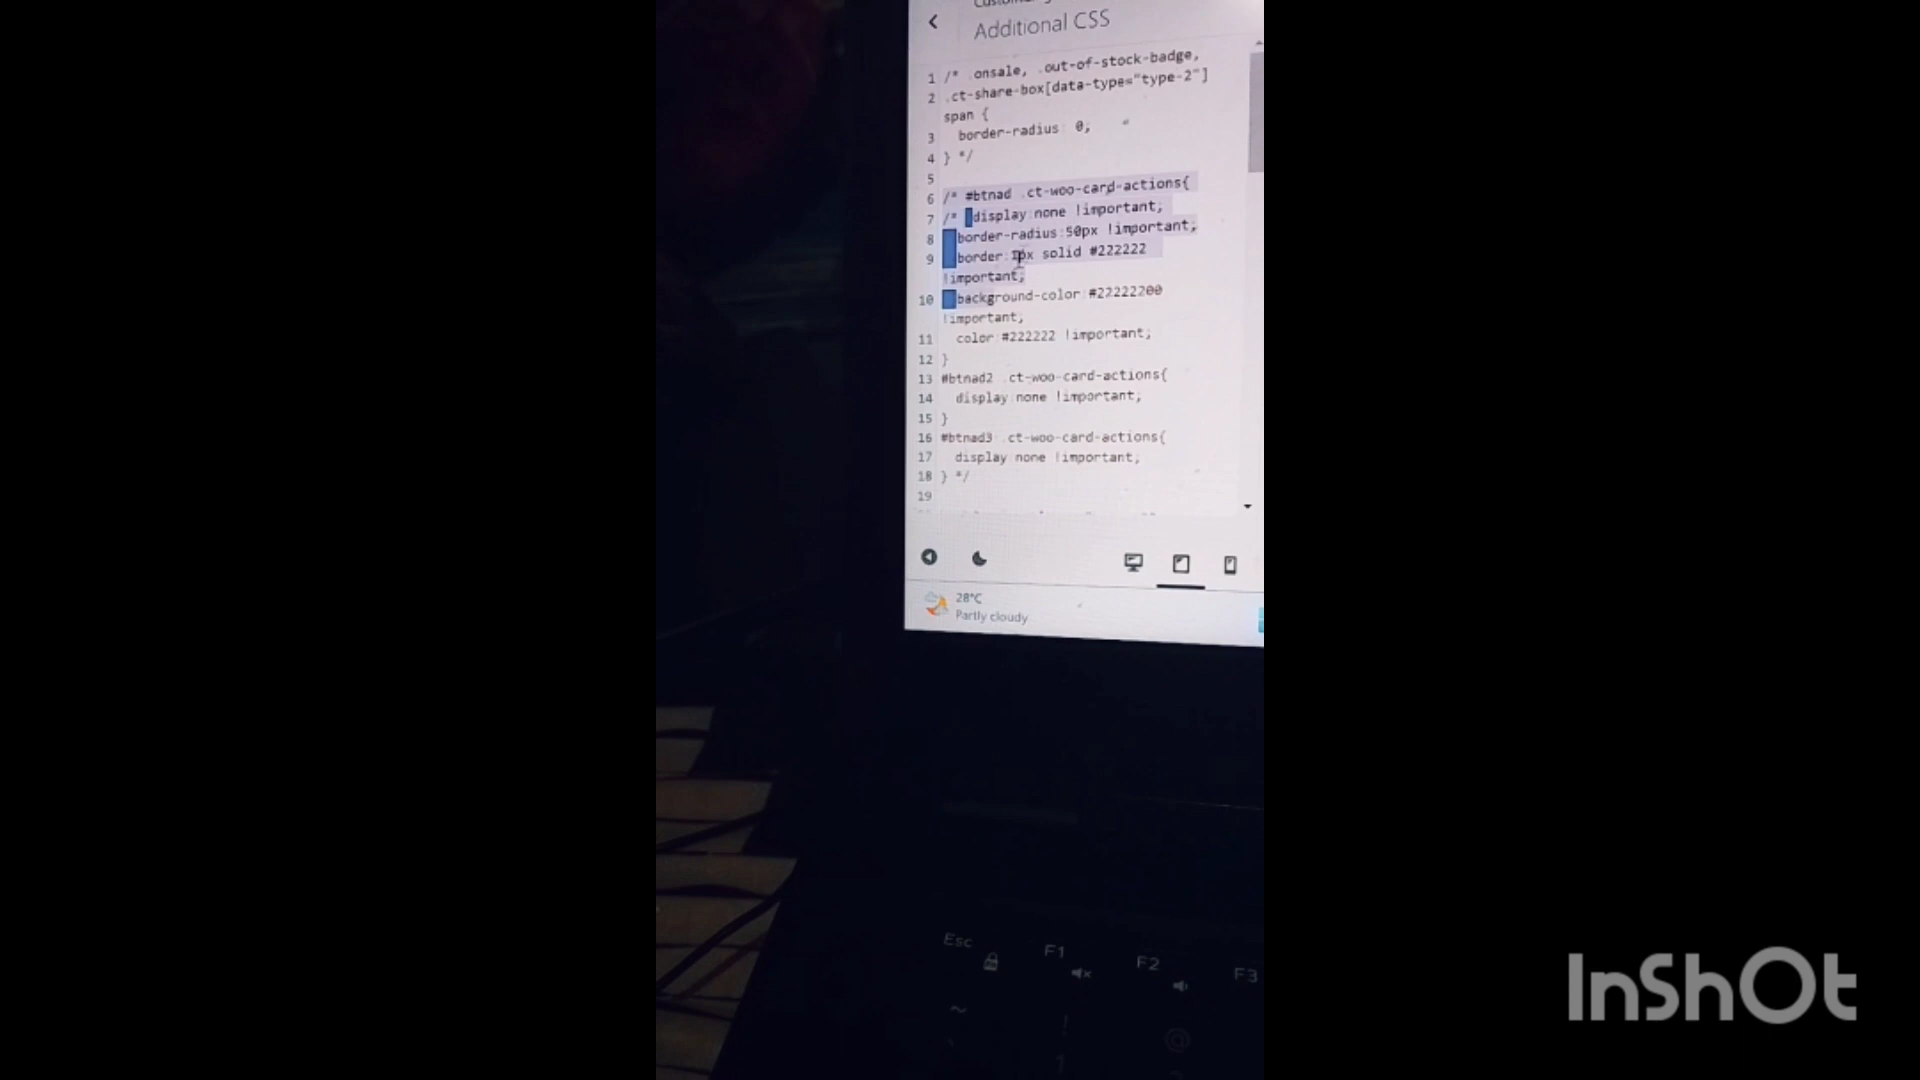 Additional CSS
1 /* .onsale, .out-of-stock-badge,
2 .ct-share-box[data-type="type-2"]
span {
3 border-radius: 0;
4 } */
5
6 /* #btnad .ct-woo-card-actions{
7 /* display:none !important;
8 border-radius:50px !important;
9 border:1px solid #222222
!important;
10 background-color:#22222200
!important;
11 color:#222222 !important;
12 }
13 #btnad2 .ct-woo-card-actions{
14 display:none !important;
15 }
16 #btnad3 .ct-woo-card-actions{
17 display:none !important;
18 } */
19
28°C
Partly cloudy
Esc F1 F2 F3
~ ! @
InShOt